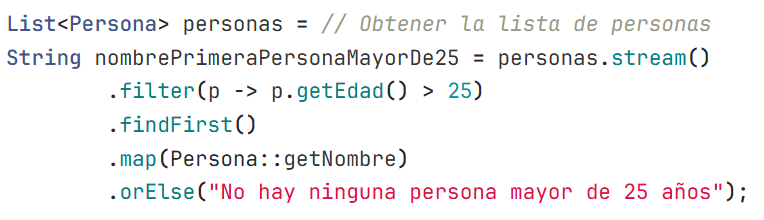 List<Persona> personas = // Obtener la lista de personas
String nombrePrimeraPersonaMayorDe25 = personas.stream()
        .filter(p -> p.getEdad() > 25)
        .findFirst()
        .map(Persona::getNombre)
        .orElse("No hay ninguna persona mayor de 25 años");